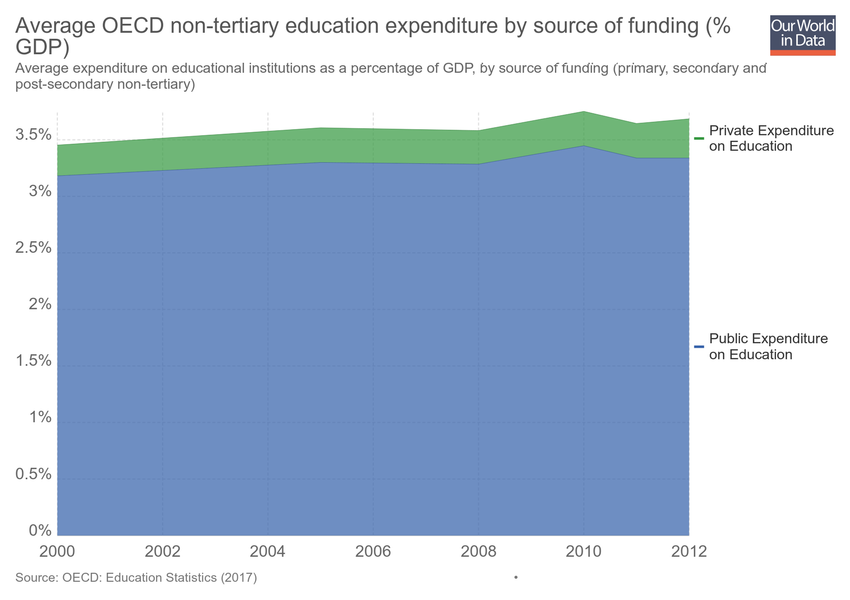 Average OECD non-tertiary education expenditure by source of funding (%
GDP)
Our World
in Data
Average expenditure on educational institutions as a percentage of GDP, by source of funding (primary, secondary and
post-secondary non-tertiary)
3.5%
3%
2.5%
2%
1.5%
1%
0.5%
0%
Private Expenditure
on Education
Public Expenditure
on Education
2000 2002 2004 2006 2008 2010 2012
Source: OECD: Education Statistics (2017)